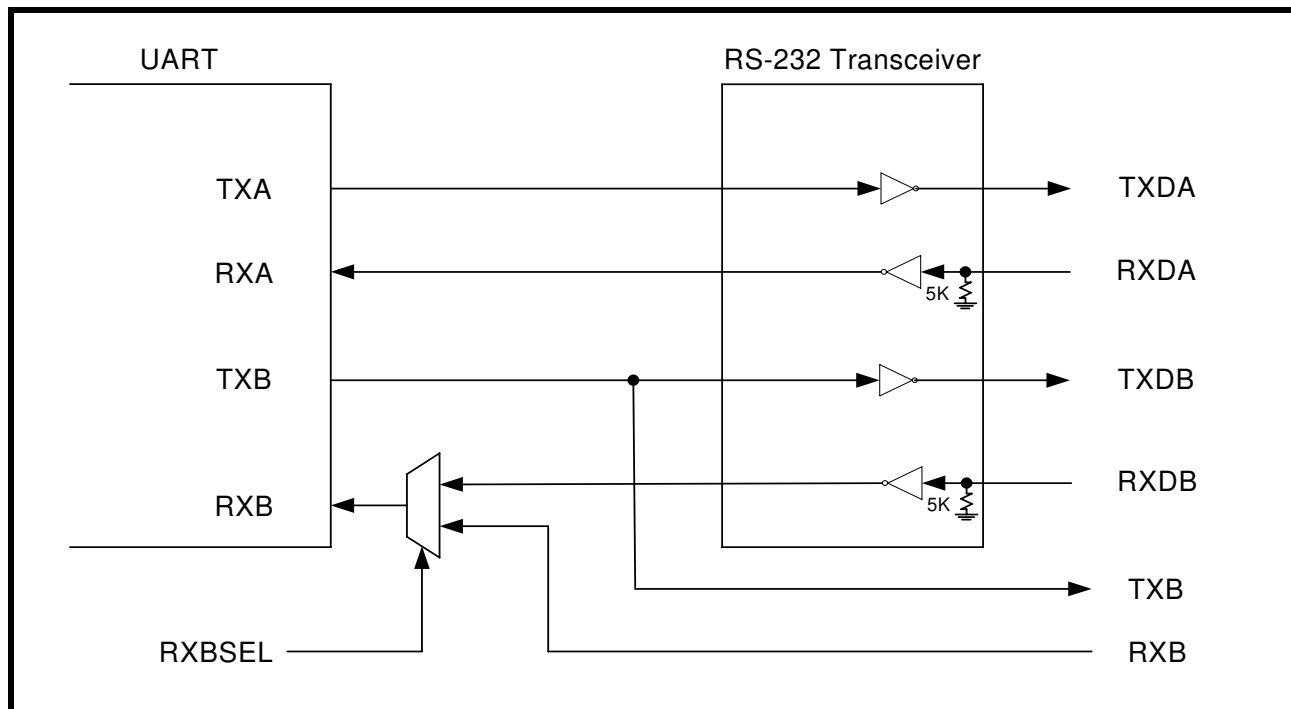 UART
RS-232 Transceiver
TXA
TXDA
RXA
RXDA
5K
TXB
TXDB
RXB
RXDB
5K
TXB
RXBSEL
RXB